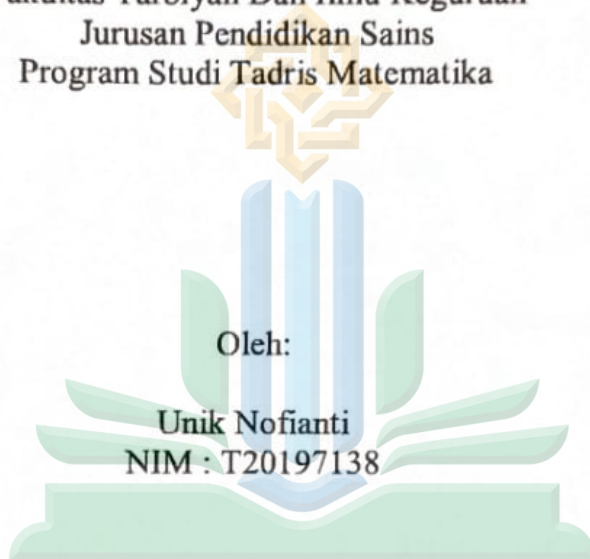 Jurusan Pendidikan Sains
Program Studi Tadris Matematika
Oleh:
Unik Nofianti
NIM : T20197138